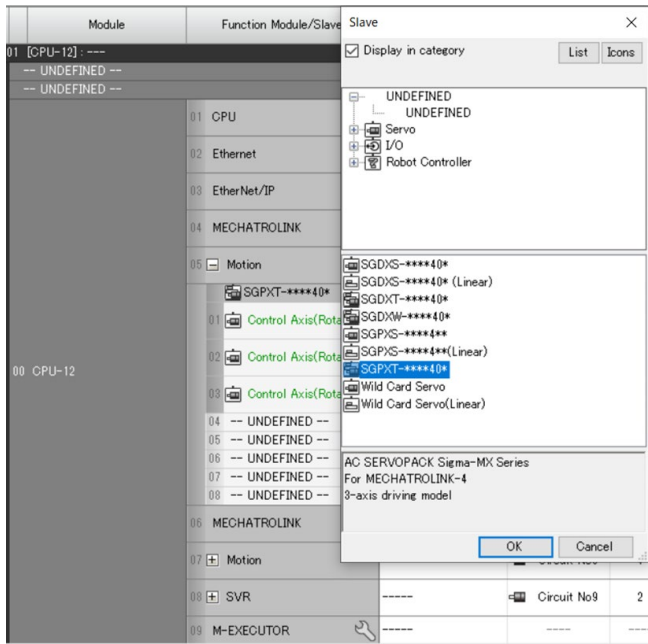 Module
Function Module/Slave
01 [CPU-12] : ---
-- UNDEFINED --
-- UNDEFINED --
00 CPU-12
01 CPU
02 Ethernet
03 EtherNet/IP
04 MECHATROLINK
05 Motion
SGPXT-****40*
01 Control Axis(Rota
02 Control Axis(Rota
03 Control Axis(Rota
04 -- UNDEFINED --
05 -- UNDEFINED --
06 -- UNDEFINED --
07 -- UNDEFINED --
08 -- UNDEFINED --
06 MECHATROLINK
07 Motion
08 SVR ----- Circuit No9 2
09 M-EXECUTOR ----- ---- ----
Slave
Display in category List Icons
UNDEFINED
UNDEFINED
Servo
I/O
Robot Controller
SGDXS-****40*
SGDXS-****40* (Linear)
SGDXT-****40*
SGDXW-****40*
SGPXS-****4**
SGPXS-****4**(Linear)
SGPXT-****40*
Wild Card Servo
Wild Card Servo(Linear)
AC SERVOPACK Sigma-MX Series
For MECHATROLINK-4
3-axis driving model
OK Cancel